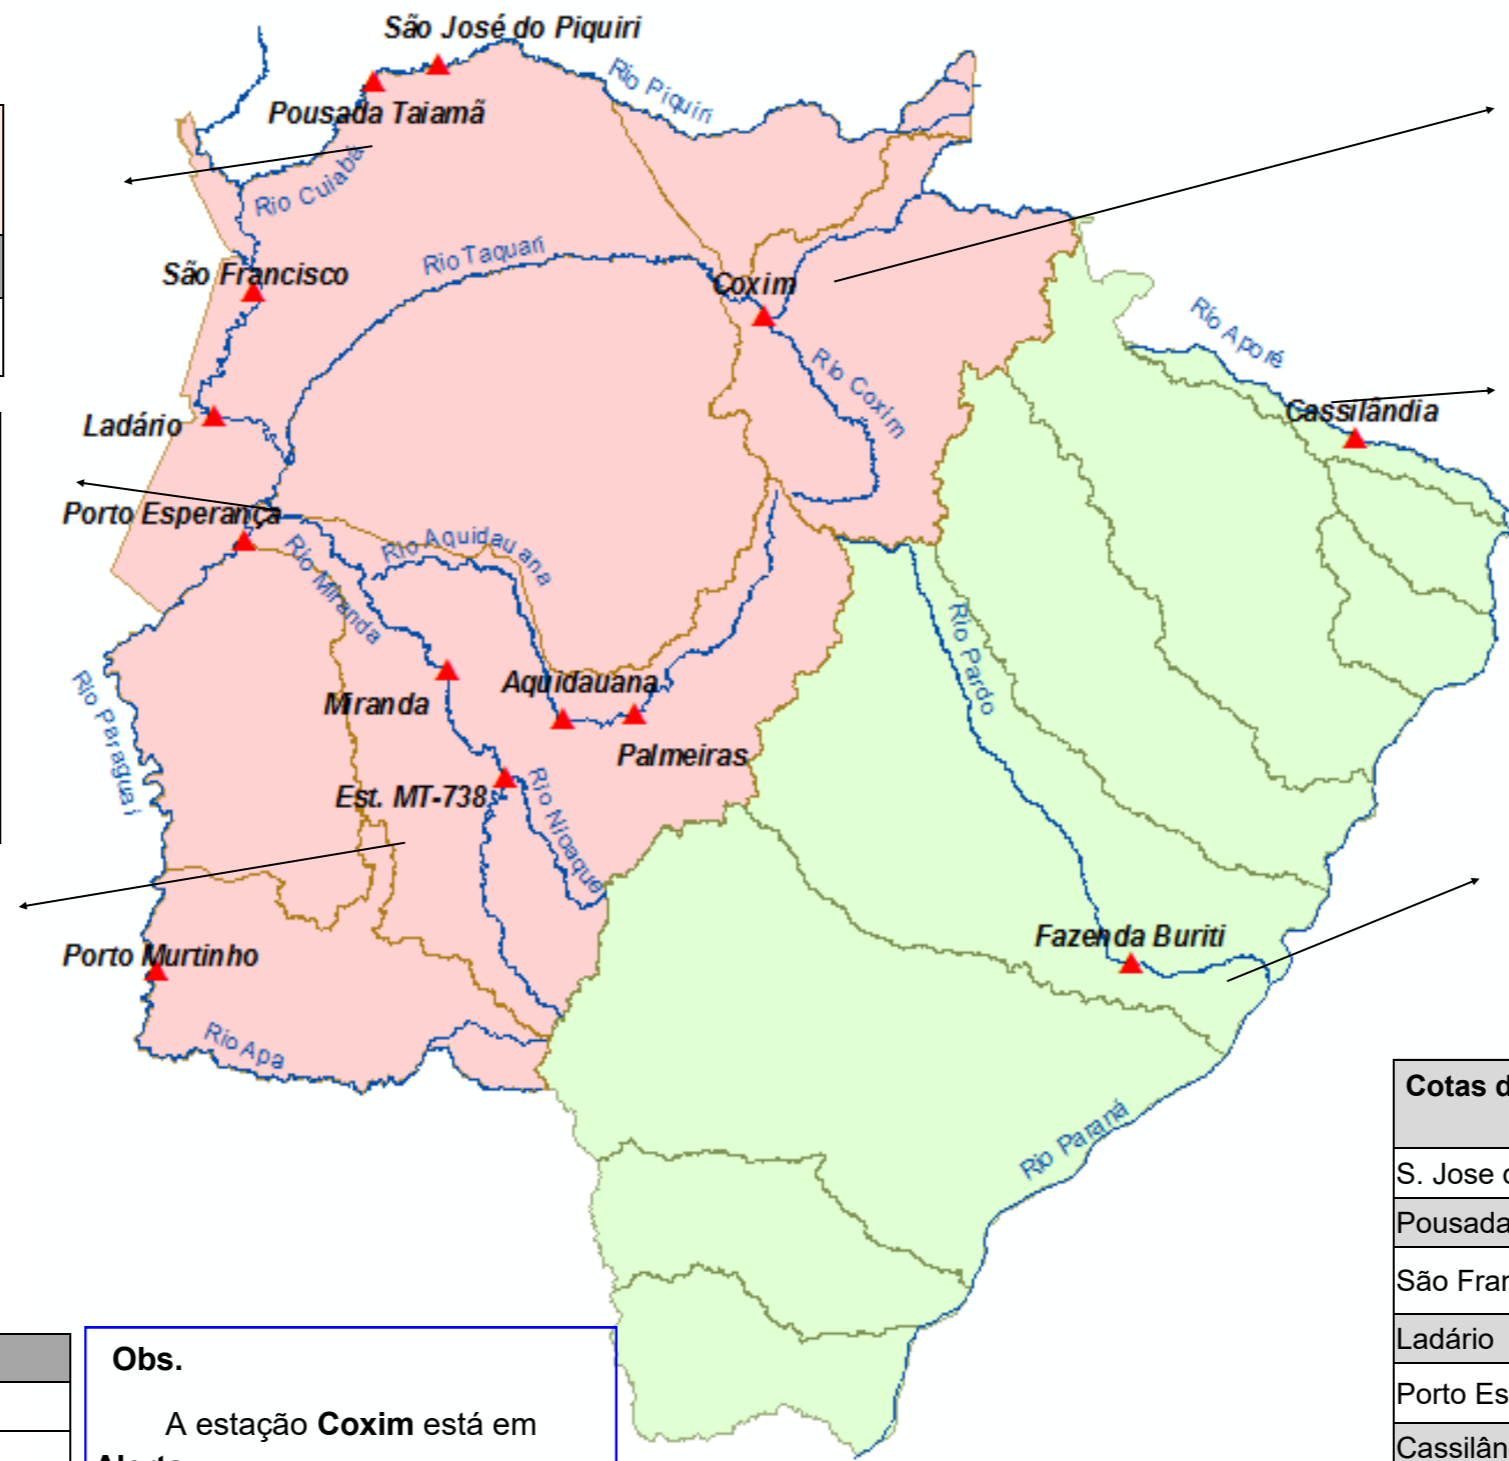 São José do Piquiri
Rio Piquiri
Pousada Taiamã
Rio Cuiabá
Rio Taquari
São Francisco
Coxim
Rio Aporé
Rio Coxim
Cassilândia
Ladário
Porto Esperança
Rio Aquidauana
Rio Miranda
Rio Pardo
Aquidauana
Rio Paraguai
Miranda
Palmeiras
Est. MT-738
Rio Nioaque
Fazenda Buriti
Porto Murtinho
Rio Apa
Rio Paraná
Cotas d
S. Jose
Pousada
São Fran
Ladário
Porto Es
Cassilân
Obs.
A estação Coxim está em
Alerta